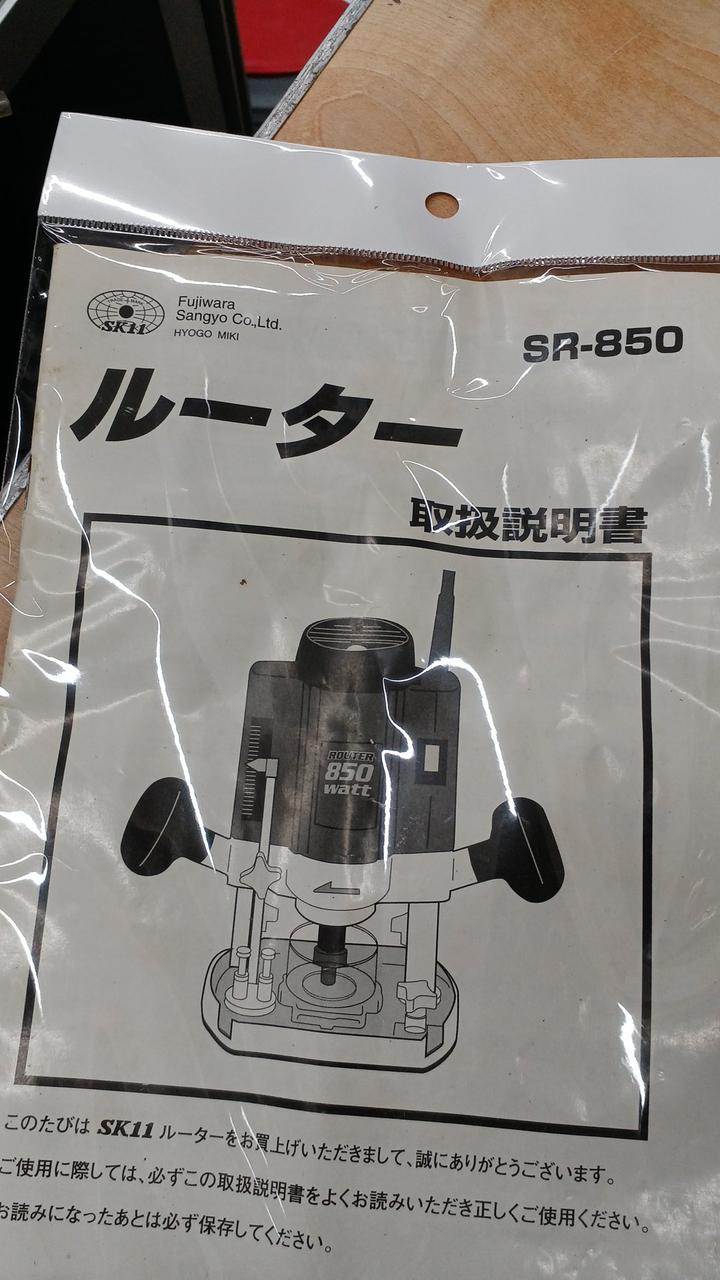 TRADE MARK
SK11
Fujiwara
Sangyo Co.,Ltd.
HYOGO MIKI
SR-850
ルーター
取扱説明書
ROUTER
850
watt
このたびは SK11 ルーターをお買上げいただきまして、誠にありがとうございます。
ご使用に際しては、必ずこの取扱説明書をよくお読みいただき正しくご使用ください。
お読みになったあとは必ず保存してください。